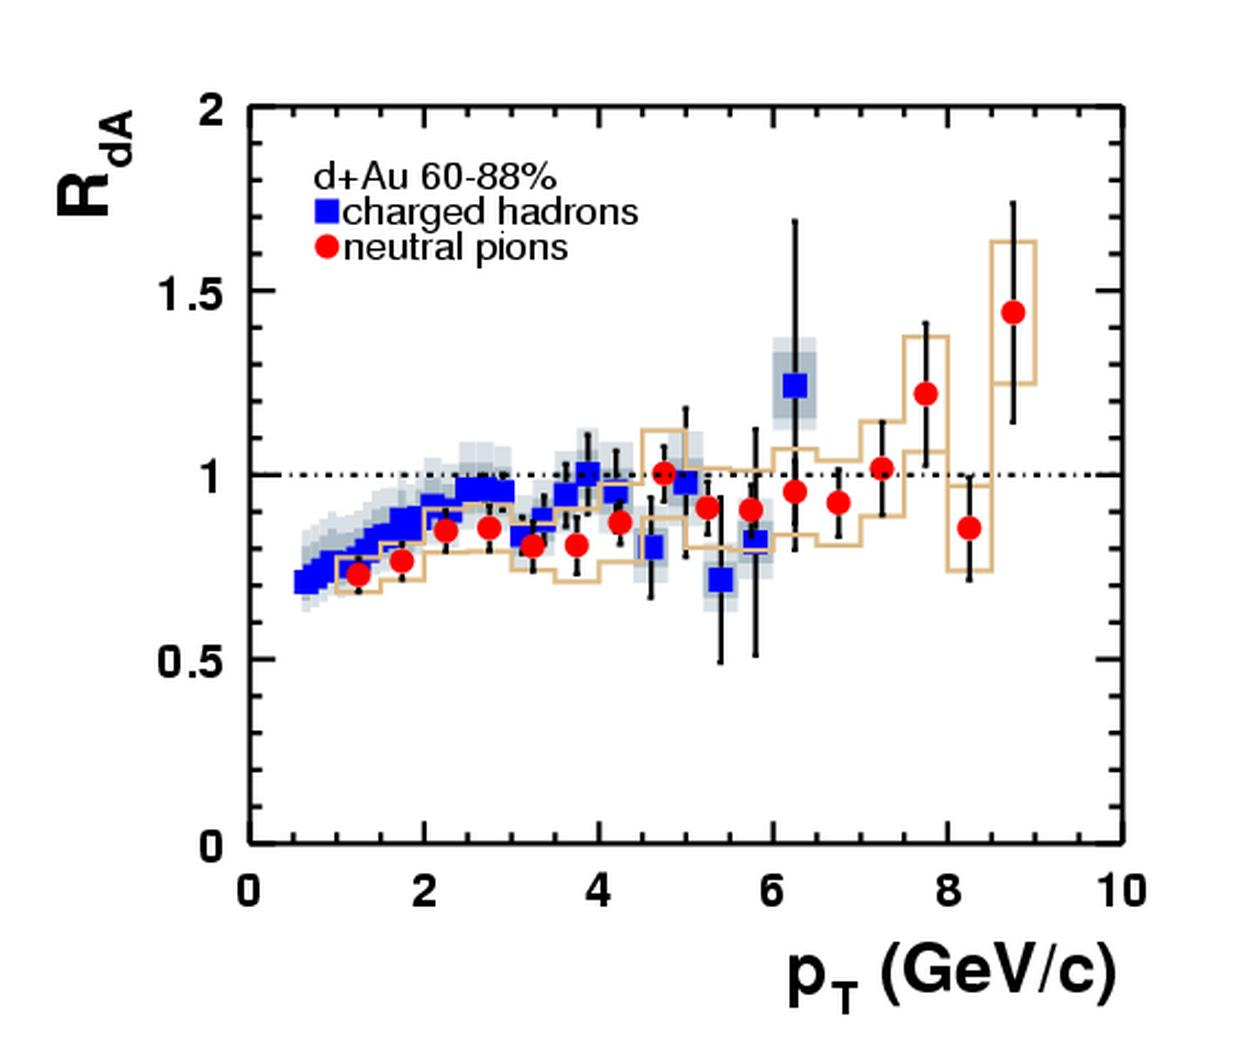 R_dA
2
1.5
1
0.5
0
d+Au 60-88%
charged hadrons
neutral pions
0 2 4 6 8 10
p_T (GeV/c)